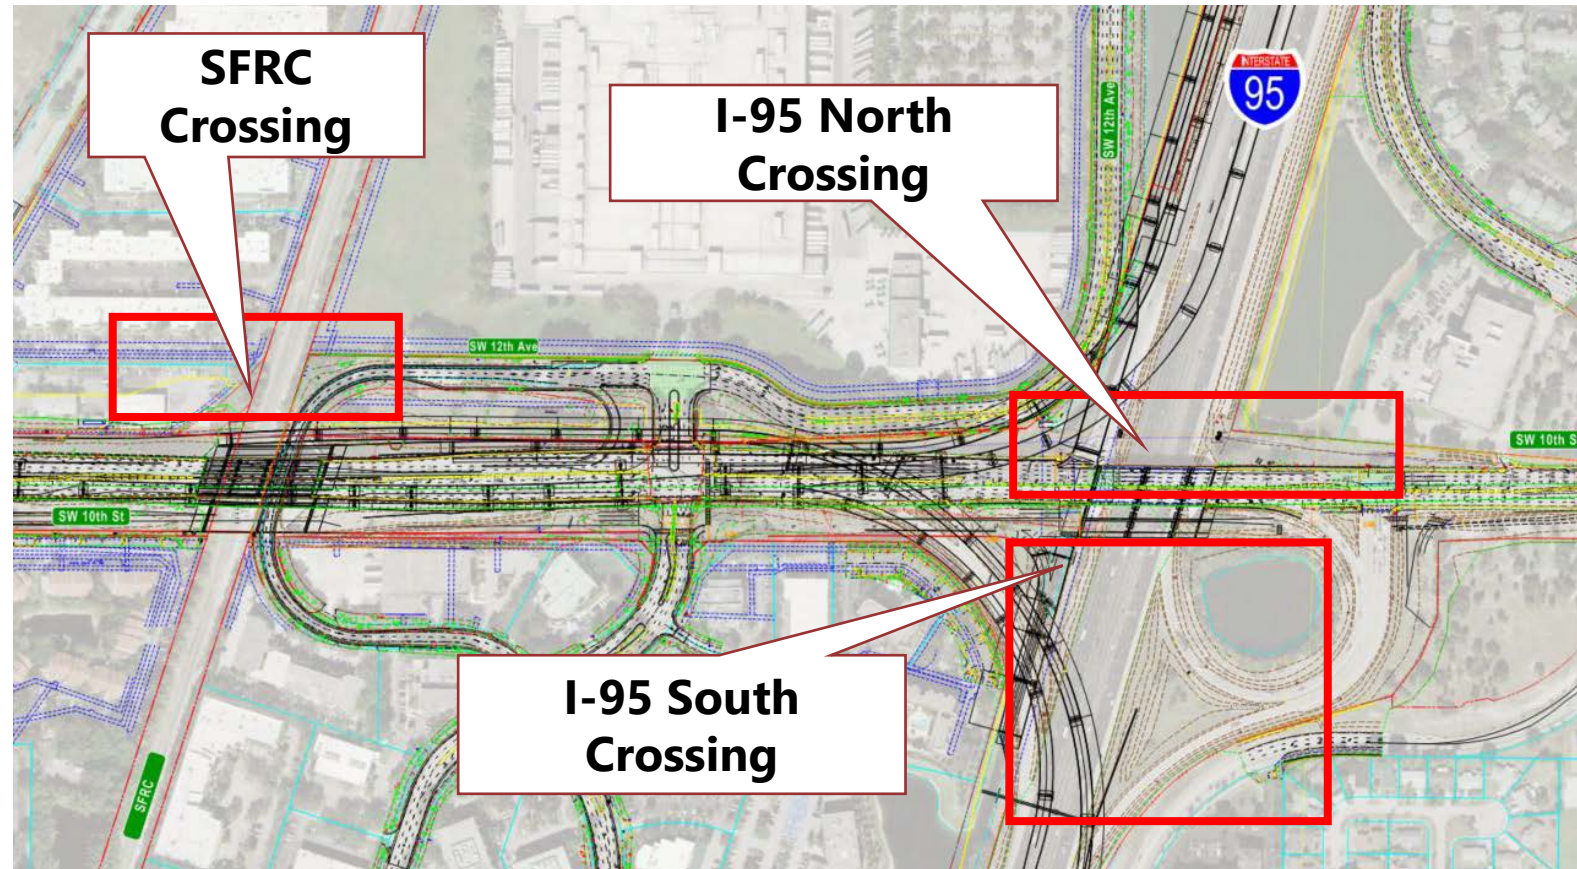 SFRC
Crossing
I-95 North
Crossing
INTERSTATE
95
SW 12th Ave
SW 12th Ave
SW 10th S
SW 10th St
I-95 South
Crossing
SFRC